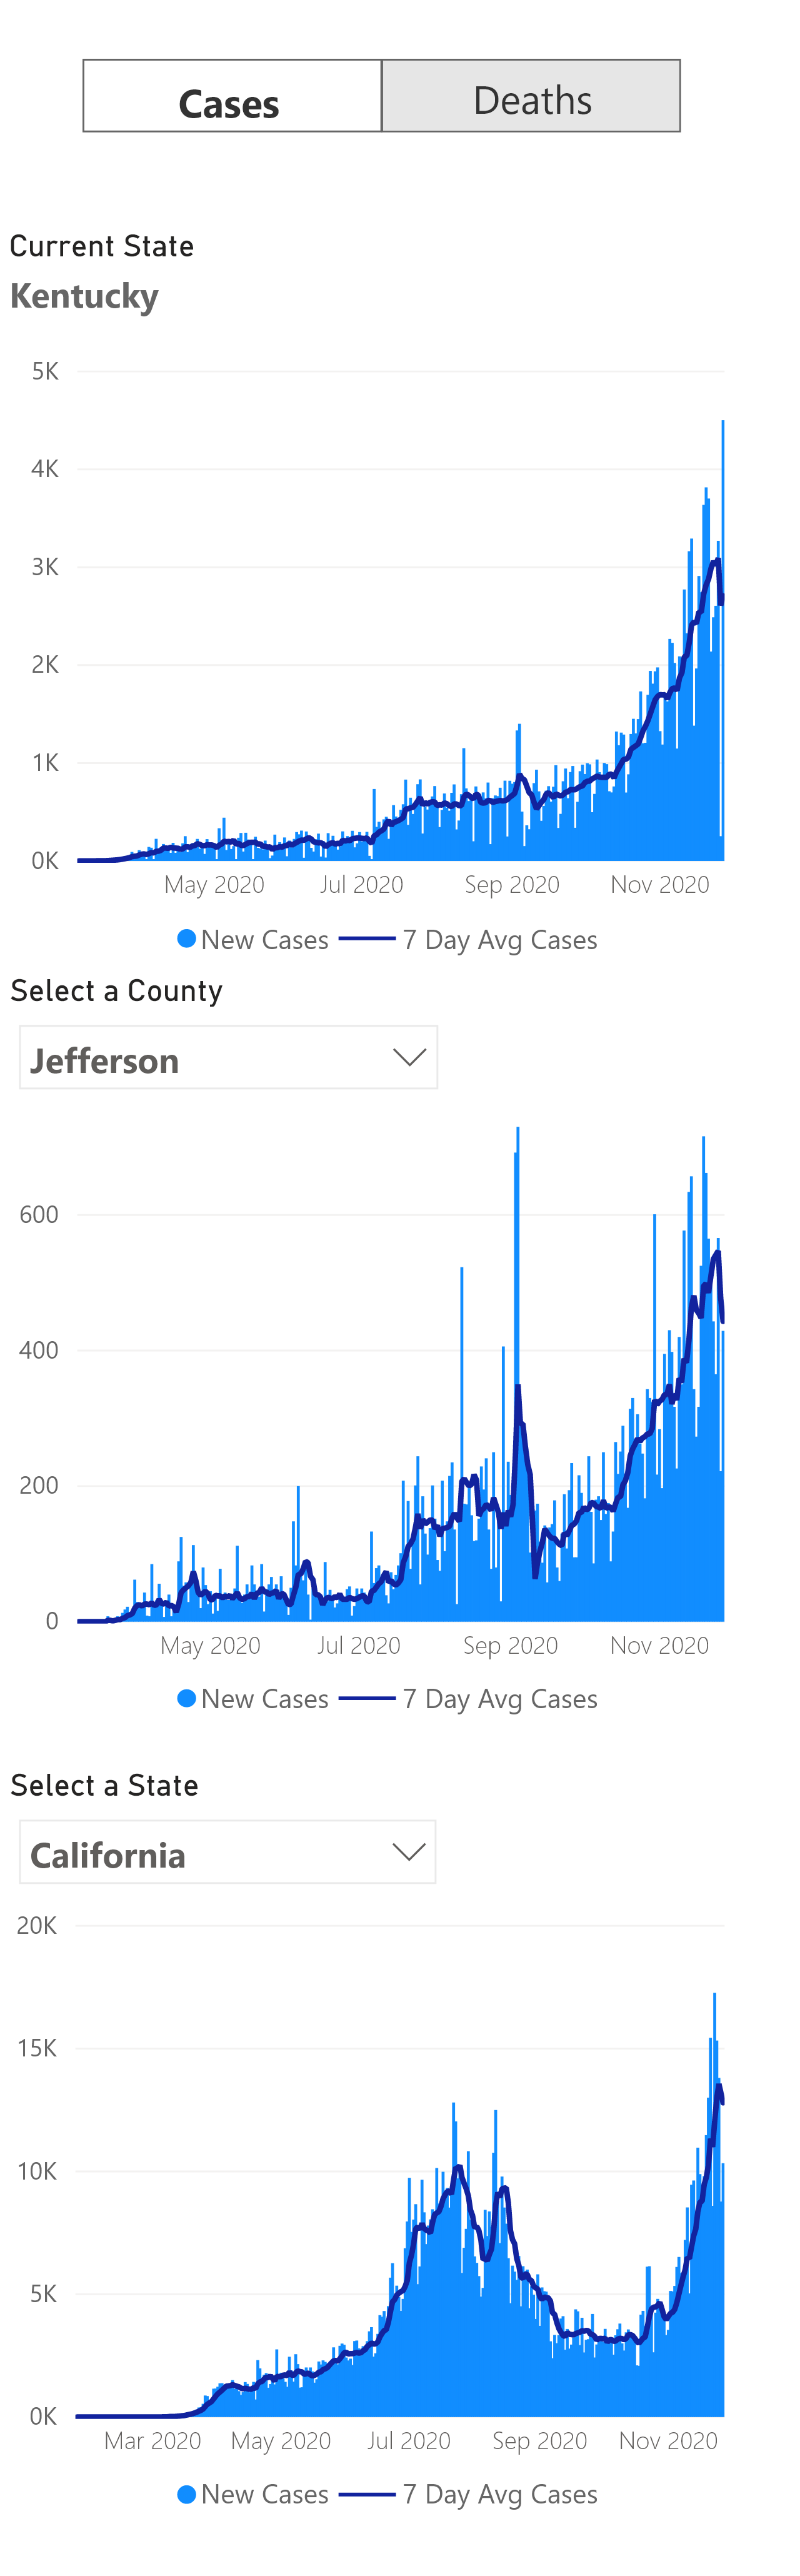 Cases Deaths
Current State
Kentucky
5K
4K
3K
2K
1K
0K
May 2020 Jul 2020 Sep 2020 Nov 2020
New Cases 7 Day Avg Cases
Select a County
Jefferson
600
400
200
0
May 2020 Jul 2020 Sep 2020 Nov 2020
New Cases 7 Day Avg Cases
Select a State
California
20K
15K
10K
5K
0K
Mar 2020 May 2020 Jul 2020 Sep 2020 Nov 2020
New Cases 7 Day Avg Cases